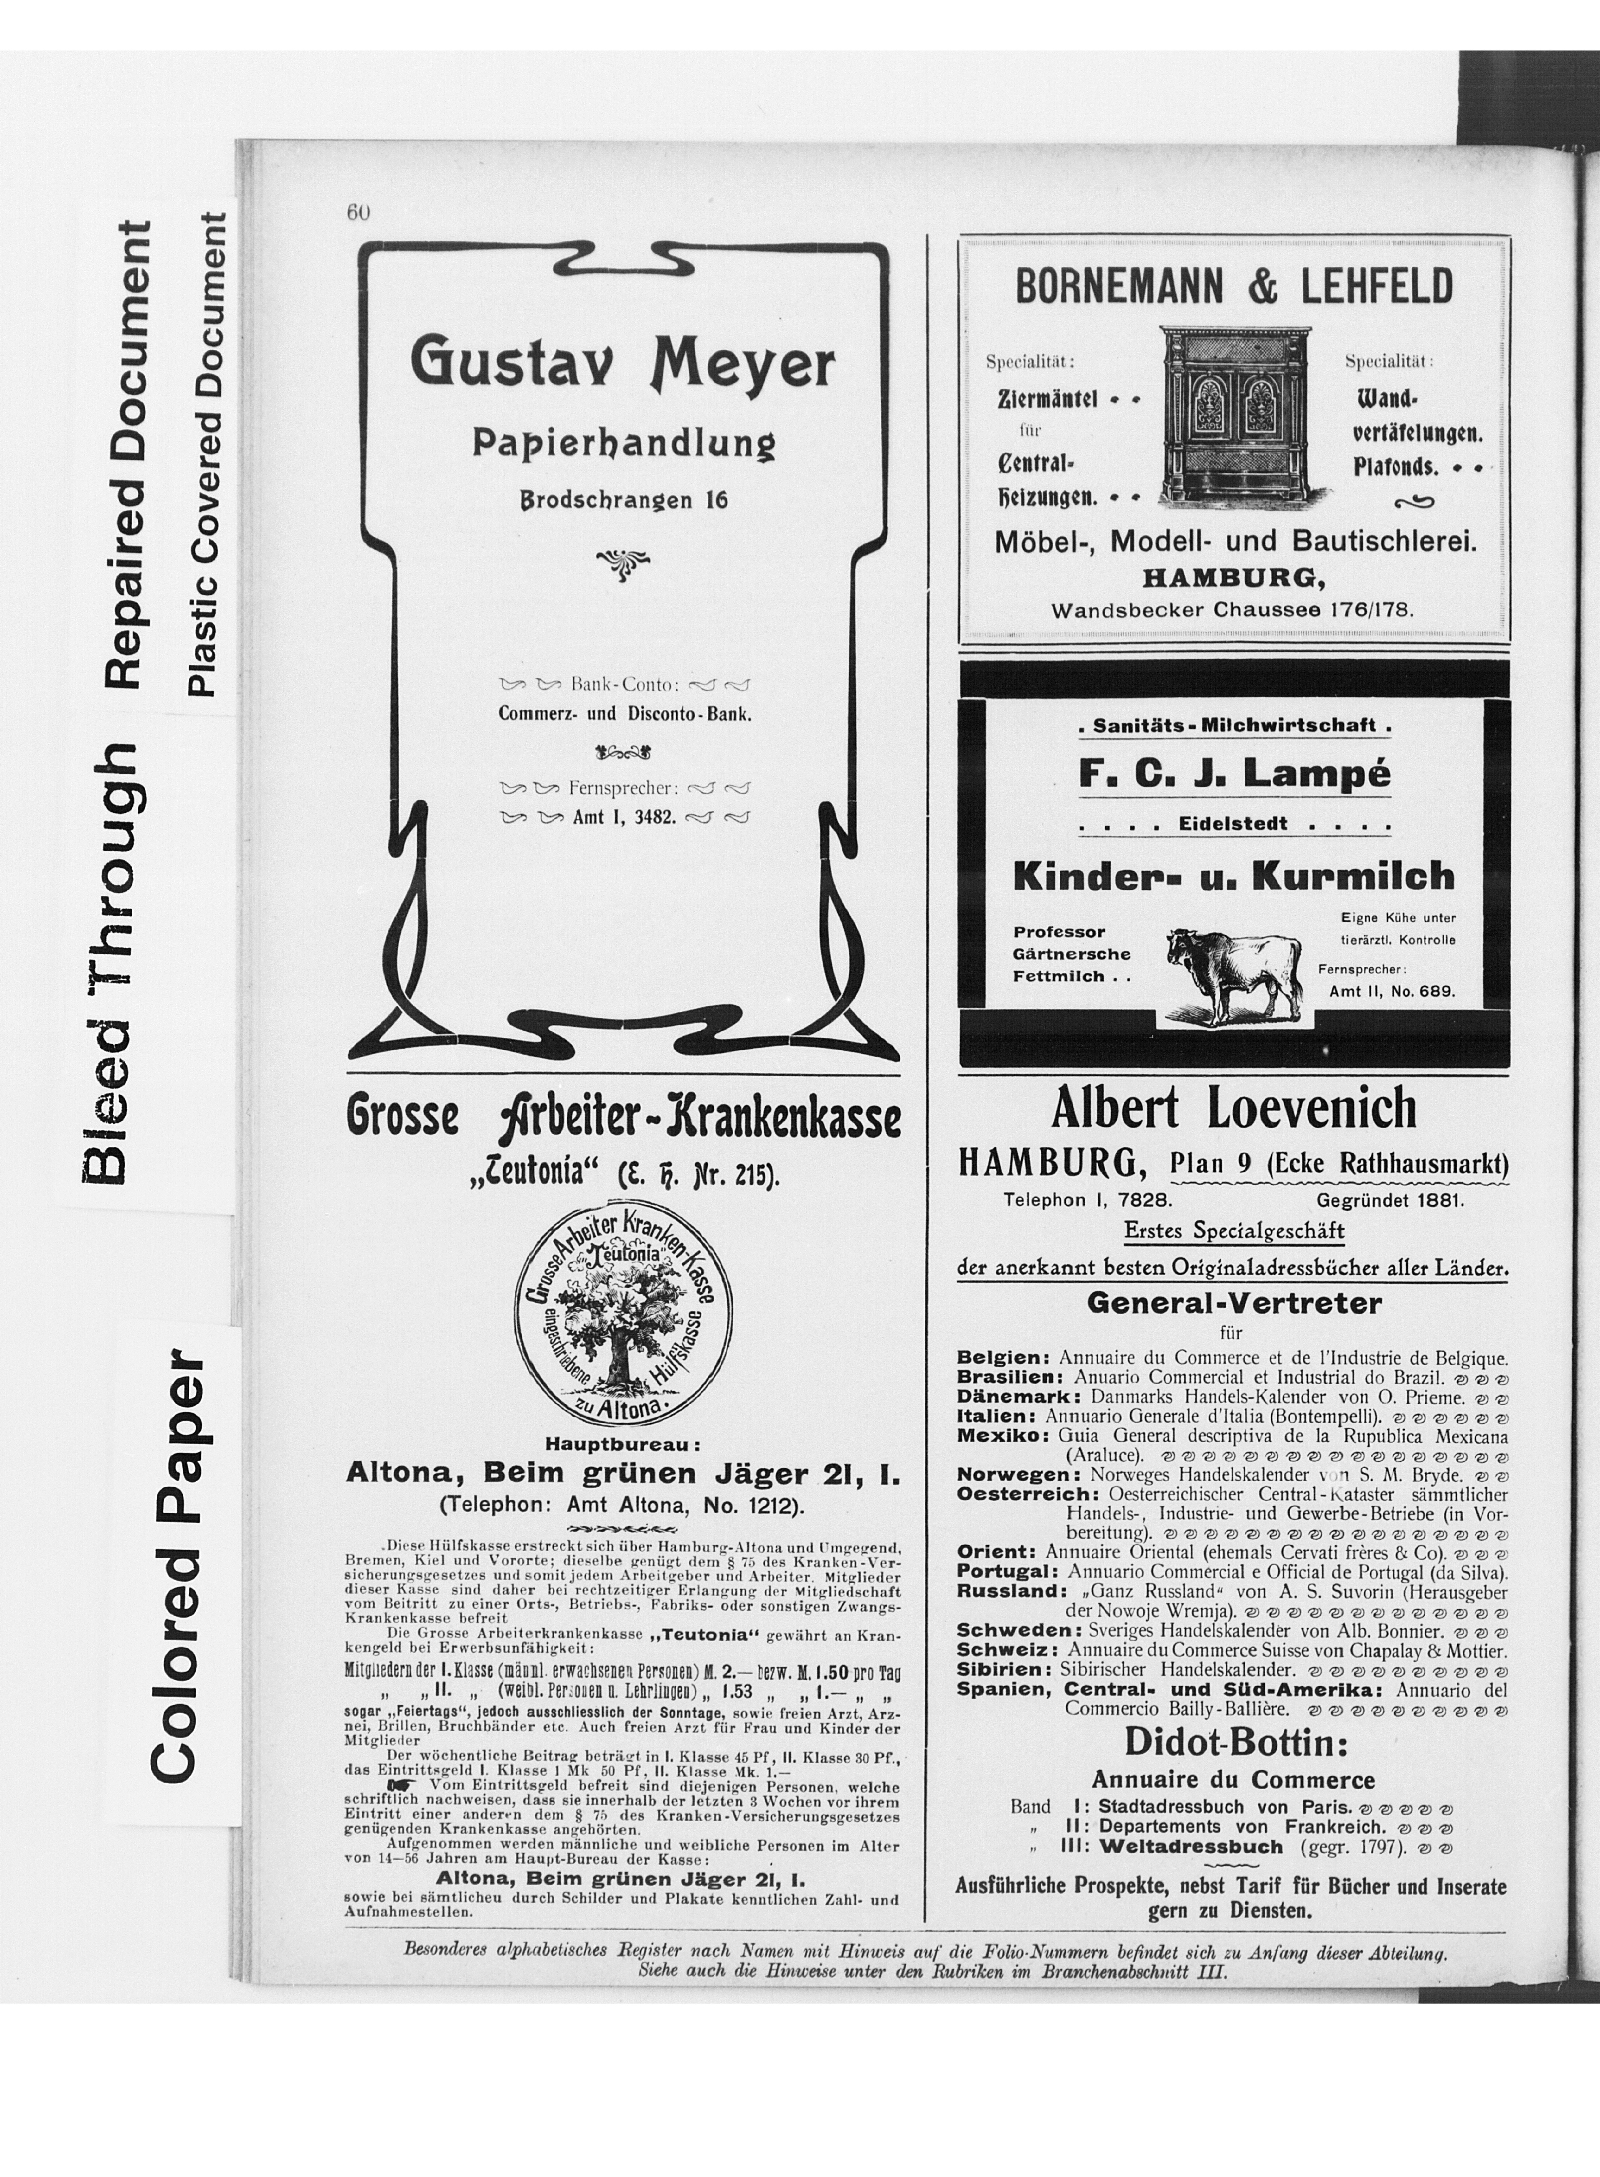 Repaired Document
Plastic Covered Document
Bleed Through
Colored Paper
60
Gustav Meyer
Papierhandlung
Brodschrangen 16
Bank-Conto:
Commerz- und Disconto-Bank.
Fernsprecher:
Amt I, 3482.
Grosse Arbeiter-Krankenkasse
„Teutonia“ (E. H. Nr. 215).
Grosse Arbeiter Kranken-Kasse
„Teutonia“
eingeschriebene Hülfskasse
zu Altona.
Hauptbureau:
Altona, Beim grünen Jäger 21, I.
(Telephon: Amt Altona, No. 1212).
Diese Hülfskasse erstreckt sich über Hamburg-Altona und Umgegend,
Bremen, Kiel und Vororte; dieselbe genügt dem § 75 des Kranken-Ver-
sicherungsgesetzes und somit jedem Arbeitgeber und Arbeiter. Mitglieder
dieser Kasse sind daher bei rechtzeitiger Erlangung der Mitgliedschaft
vom Beitritt zu einer Orts-, Betriebs-, Fabriks- oder sonstigen Zwangs-
Krankenkasse befreit
Die Grosse Arbeiterkrankenkasse „Teutonia“ gewährt an Kran-
kengeld bei Erwerbsunfähigkeit:
Mitgliedern der I. Klasse (männl. erwachsenen Personen) M. 2.— bezw. M. 1.50 pro Tag
„ „ II. „ (weibl. Personen u. Lehrlingen) „ 1.53 „ „ 1.— „ „
sogar „Feiertags“, jedoch ausschliesslich der Sonntage, sowie freien Arzt, Arz-
nei, Brillen, Bruchbänder etc. Auch freien Arzt für Frau und Kinder der
Mitglieder
Der wöchentliche Beitrag beträgt in I. Klasse 45 Pf, II. Klasse 30 Pf.,
das Eintrittsgeld I. Klasse 1 Mk 50 Pf, II. Klasse Mk. 1.—
Vom Eintrittsgeld befreit sind diejenigen Personen, welche
schriftlich nachweisen, dass sie innerhalb der letzten 3 Wochen vor ihrem
Eintritt einer anderen dem § 75 des Kranken-Versicherungsgesetzes
genügenden Krankenkasse angehörten.
Aufgenommen werden männliche und weibliche Personen im Alter
von 14—56 Jahren am Haupt-Bureau der Kasse:
Altona, Beim grünen Jäger 21, I.
sowie bei sämtlicheu durch Schilder und Plakate kenntlichen Zahl- und
Aufnahmestellen.
BORNEMANN & LEHFELD
Specialität:
Ziermäntel
für
Central-
Heizungen.
Specialität:
Wand-
vertäfelungen.
Plafonds.
Möbel-, Modell- und Bautischlerei.
HAMBURG,
Wandsbecker Chaussee 176/178.
. Sanitäts-Milchwirtschaft .
F. C. J. Lampé
. . . . Eidelstedt . . . .
Kinder- u. Kurmilch
Professor
Gärtnersche
Fettmilch . .
Eigne Kühe unter
tierärztl. Kontrolle
Fernsprecher:
Amt II, No. 689.
Albert Loevenich
HAMBURG, Plan 9 (Ecke Rathhausmarkt)
Telephon I, 7828. Gegründet 1881.
Erstes Specialgeschäft
der anerkannt besten Originaladressbücher aller Länder.
General-Vertreter
für
Belgien: Annuaire du Commerce et de l'Industrie de Belgique.
Brasilien: Anuario Commercial et Industrial do Brazil.
Dänemark: Danmarks Handels-Kalender von O. Prieme.
Italien: Annuario Generale d'Italia (Bontempelli).
Mexiko: Guia General descriptiva de la Rupublica Mexicana
(Araluce).
Norwegen: Norweges Handelskalender von S. M. Bryde.
Oesterreich: Oesterreichischer Central-Kataster sämmtlicher
Handels-, Industrie- und Gewerbe-Betriebe (in Vor-
bereitung).
Orient: Annuaire Oriental (ehemals Cervati frères & Co).
Portugal: Annuario Commercial e Official de Portugal (da Silva).
Russland: „Ganz Russland“ von A. S. Suvorin (Herausgeber
der Nowoje Wremja).
Schweden: Sveriges Handelskalender von Alb. Bonnier.
Schweiz: Annuaire du Commerce Suisse von Chapalay & Mottier.
Sibirien: Sibirischer Handelskalender.
Spanien, Central- und Süd-Amerika: Annuario del
Commercio Bailly-Ballière.
Didot-Bottin:
Annuaire du Commerce
Band I: Stadtadressbuch von Paris.
„ II: Departements von Frankreich.
„ III: Weltadressbuch (gegr. 1797).
Ausführliche Prospekte, nebst Tarif für Bücher und Inserate
gern zu Diensten.
Besonderes alphabetisches Register nach Namen mit Hinweis auf die Folio-Nummern befindet sich zu Anfang dieser Abteilung.
Siehe auch die Hinweise unter den Rubriken im Branchenabschnitt III.